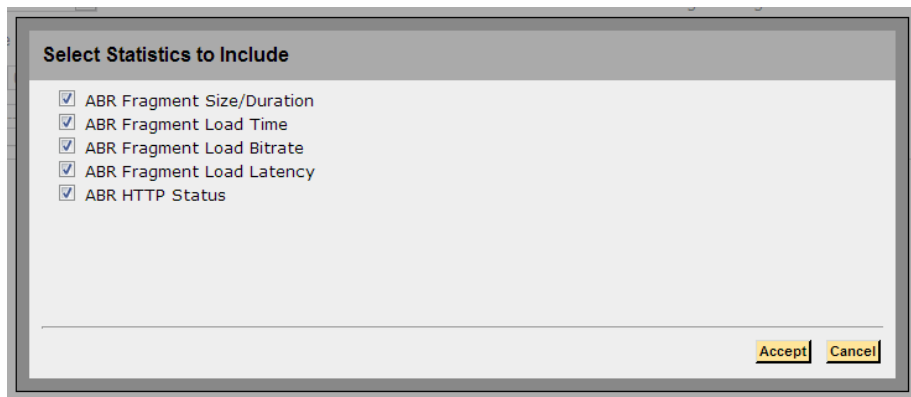 Select Statistics to Include
ABR Fragment Size/Duration
ABR Fragment Load Time
ABR Fragment Load Bitrate
ABR Fragment Load Latency
ABR HTTP Status
Accept Cancel